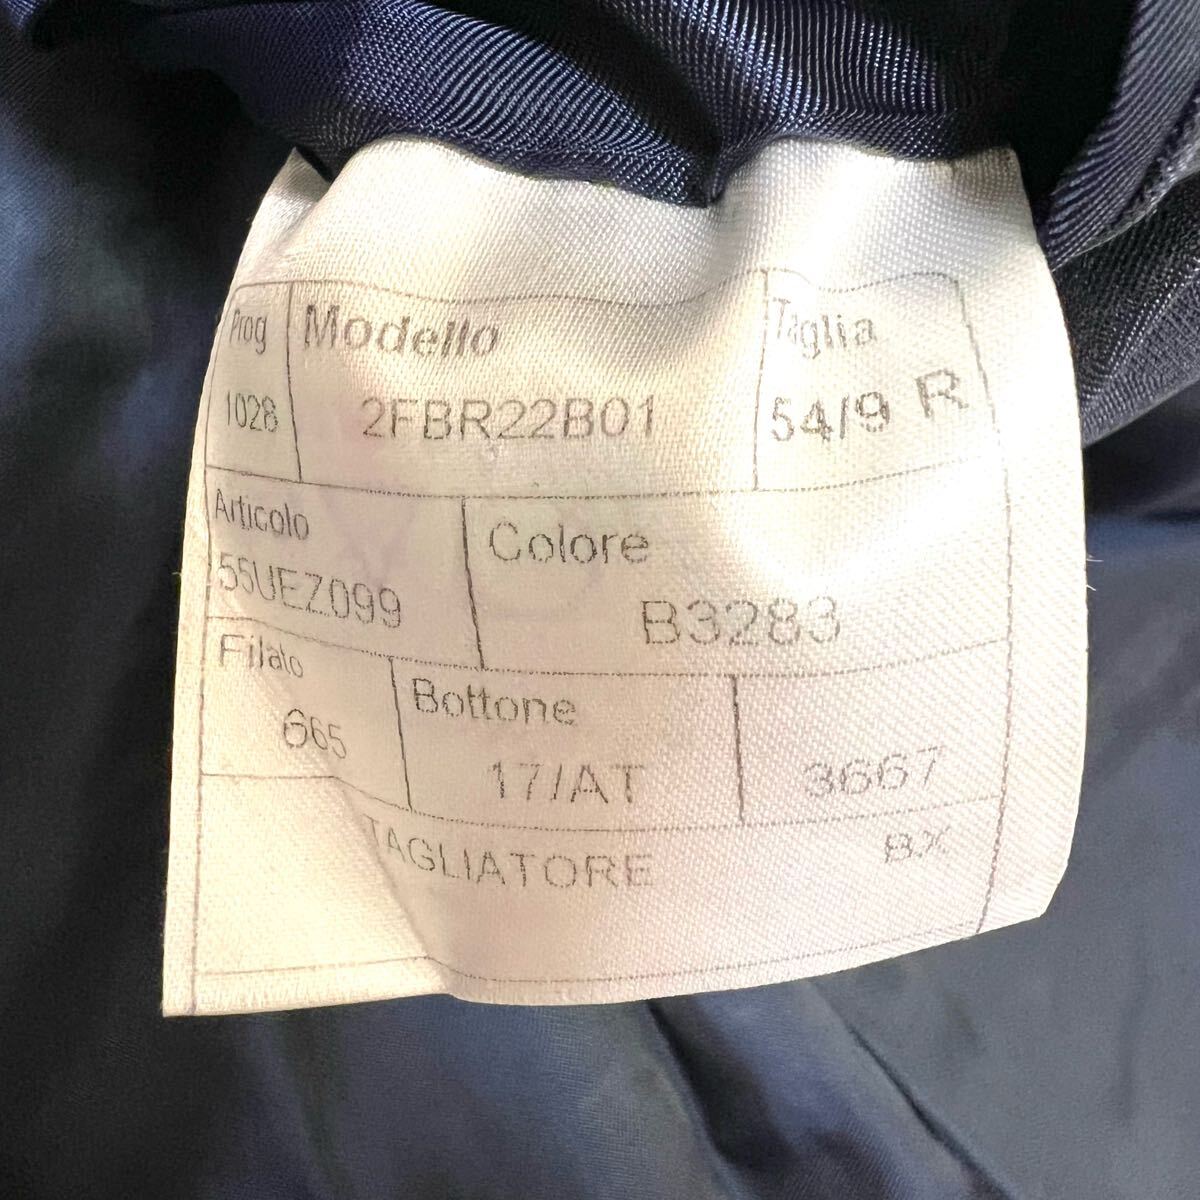 Prog Modello Taglia
1028 2FBR22B01 54/9 R
Articolo Colore
55UEZ099 B3283
Filato Bottone
665 17/AT 3667
TAGLIATORE BX